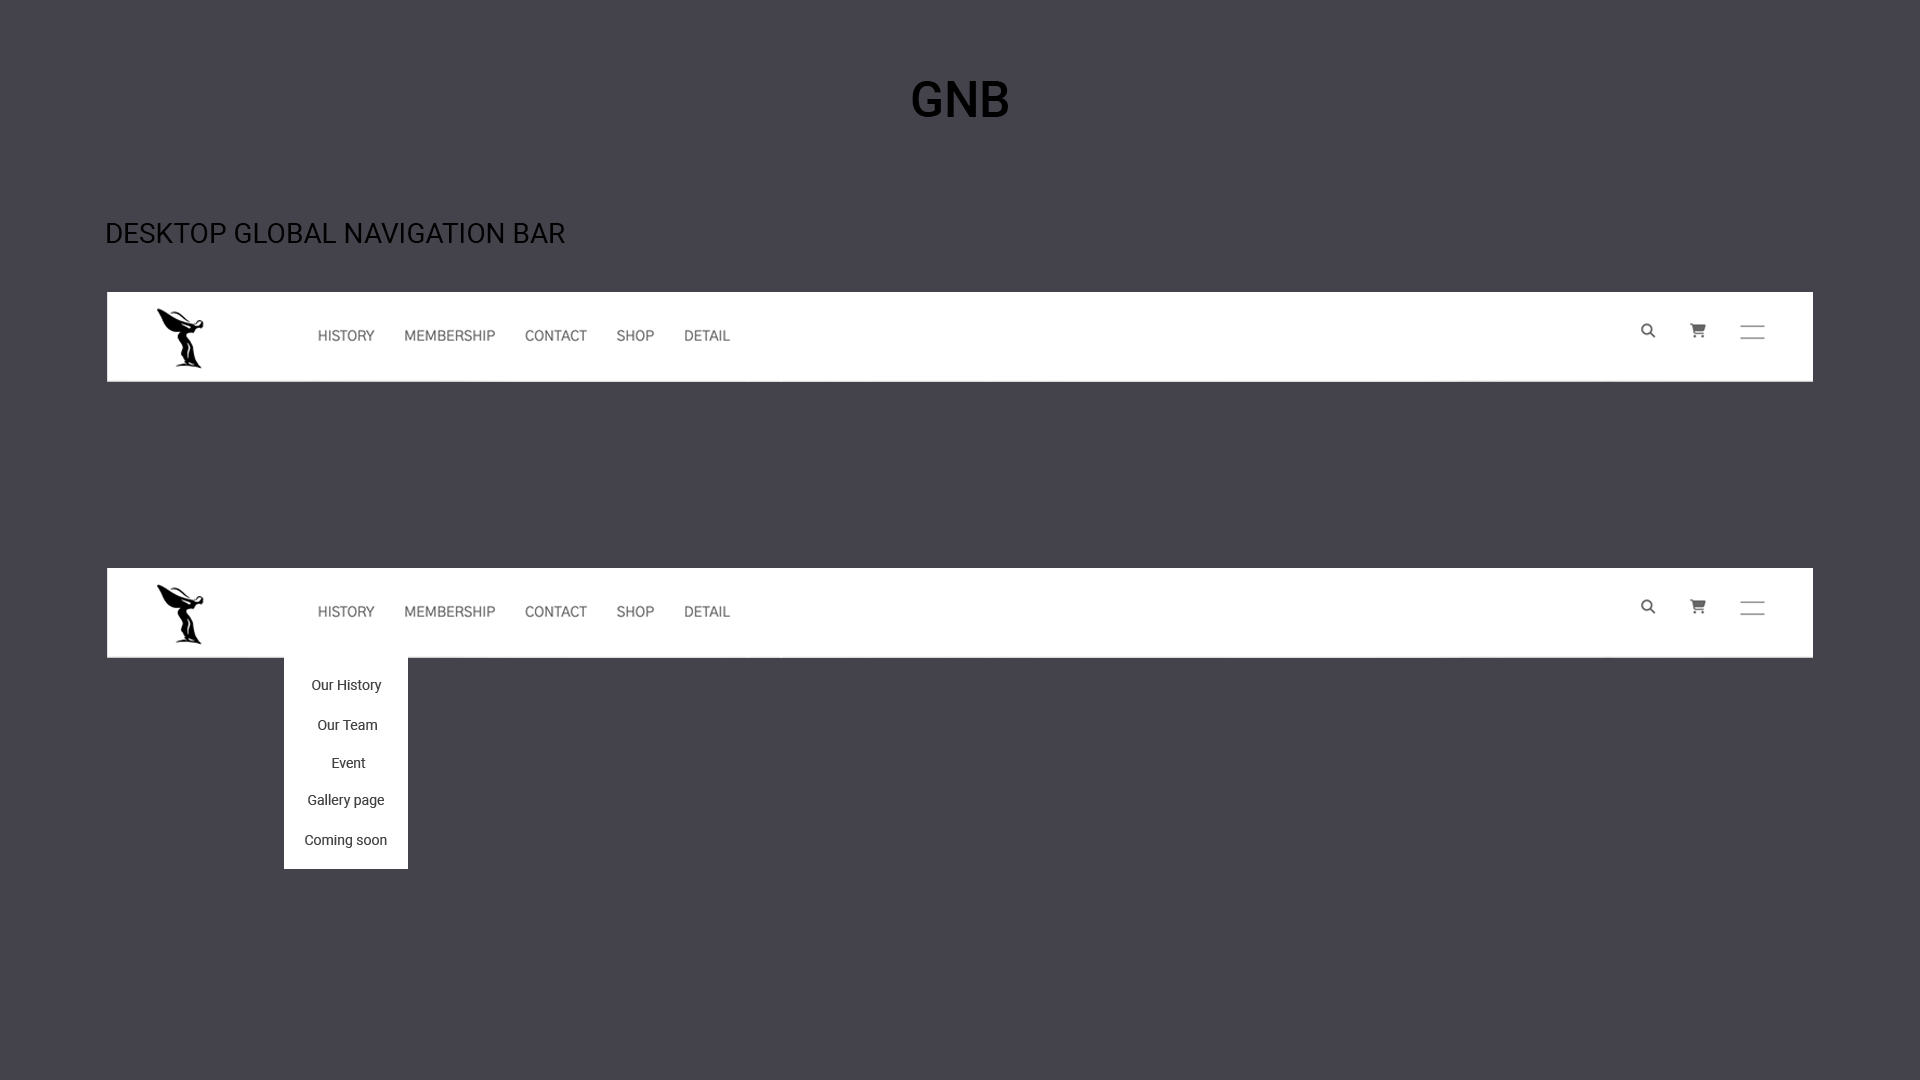 GNB
DESKTOP GLOBAL NAVIGATION BAR
HISTORY MEMBERSHIP CONTACT SHOP DETAIL
HISTORY MEMBERSHIP CONTACT SHOP DETAIL
Our History
Our Team
Event
Gallery page
Coming soon